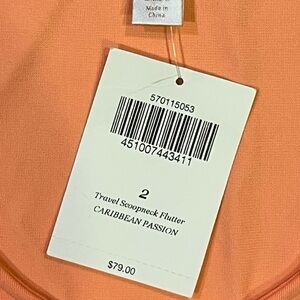 Made in
China
570115053
451007443411
2
Travel Scoopneck Flutter
CARIBBEAN PASSION
$79.00